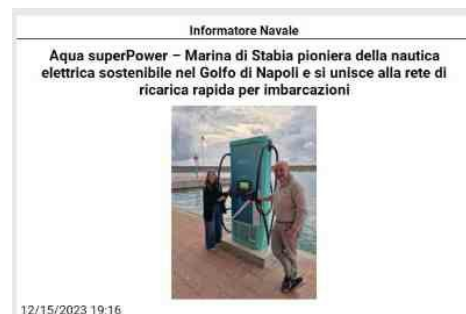 Informatore Navale
Aqua superPower – Marina di Stabia pioniera della nautica
elettrica sostenibile nel Golfo di Napoli e si unisce alla rete di
ricarica rapida per imbarcazioni
12/15/2023 19:16